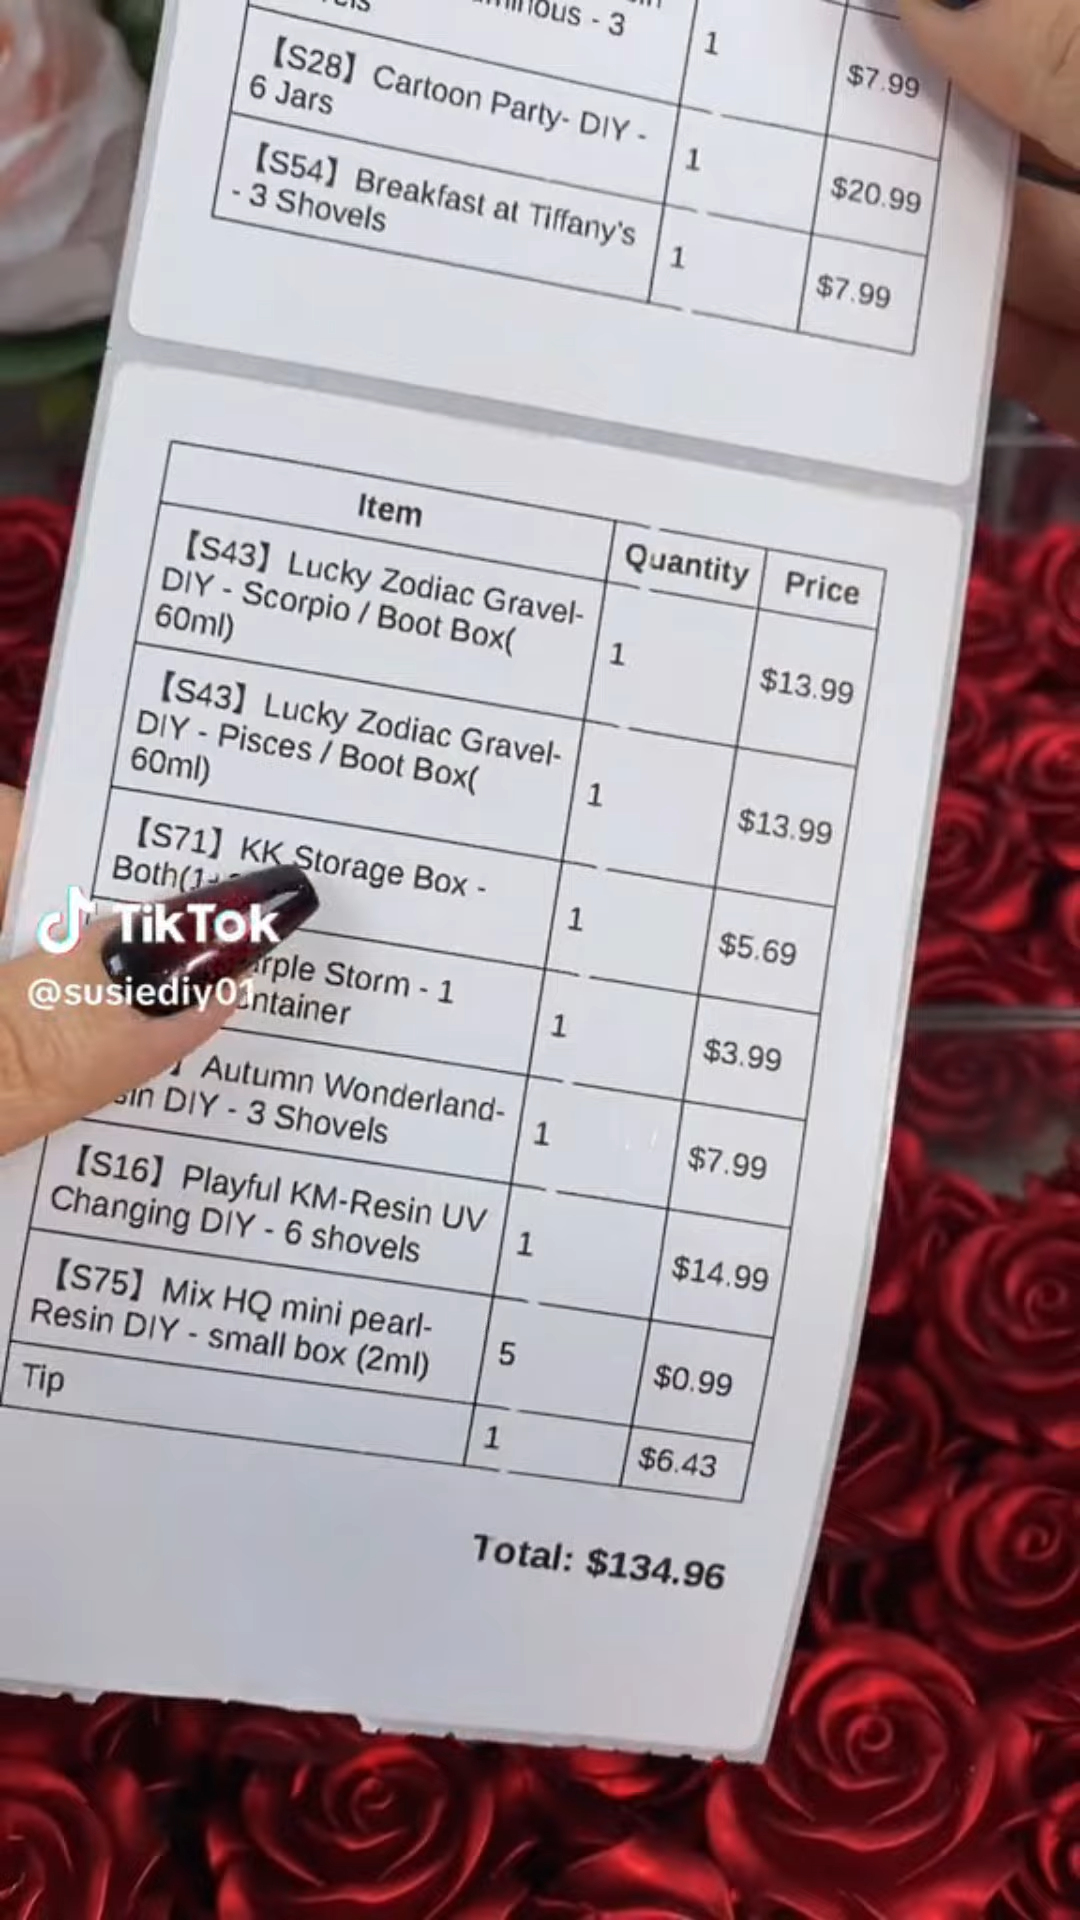 - 3
1
$7.99
【S28】Cartoon Party- DIY -
6 Jars
1
$20.99
【S54】Breakfast at Tiffany's
- 3 Shovels
1
$7.99
Item
Quantity
Price
【S43】Lucky Zodiac Gravel-
DIY - Scorpio / Boot Box(
60ml)
1
$13.99
【S43】Lucky Zodiac Gravel-
DIY - Pisces / Boot Box(
60ml)
1
$13.99
【S71】KK Storage Box -
Both(1+
1
$5.69
Storm - 1
1
$3.99
Autumn Wonderland-
DIY - 3 Shovels
1
$7.99
【S16】Playful KM-Resin UV
Changing DIY - 6 shovels
1
$14.99
【S75】Mix HQ mini pearl-
Resin DIY - small box (2ml)
5
$0.99
Tip
1
$6.43
Total: $134.96
TikTok
@susiediy01